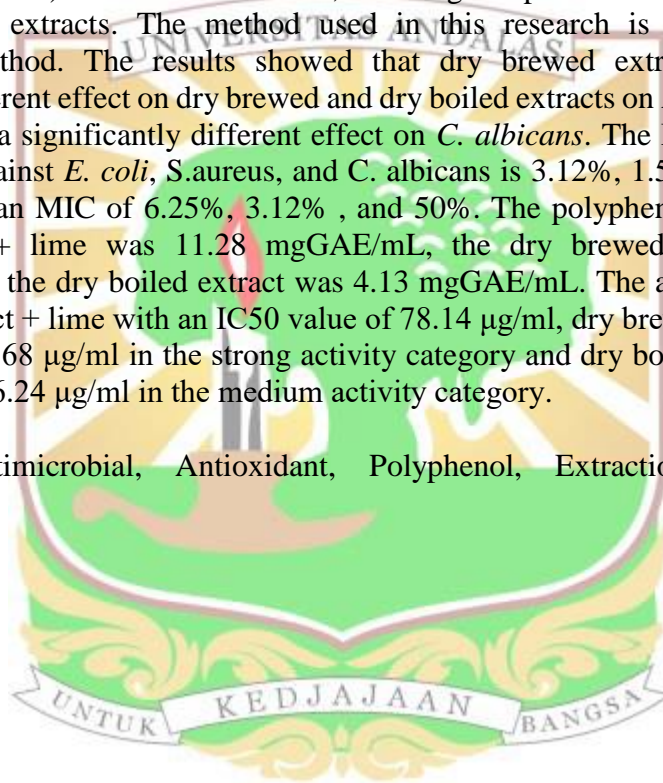 extracts. The method used in this research is
thod. The results showed that dry brewed extr
erent effect on dry brewed and dry boiled extracts on
a significantly different effect on C. albicans. The
gainst E. coli, S.aureus, and C. albicans is 3.12%, 1.5
an MIC of 6.25%, 3.12% , and 50%. The polyphen
+ lime was 11.28 mgGAE/mL, the dry brewed
the dry boiled extract was 4.13 mgGAE/mL. The a
ct + lime with an IC50 value of 78.14 µg/ml, dry bre
68 µg/ml in the strong activity category and dry bo
6.24 µg/ml in the medium activity category.
timicrobial, Antioxidant, Polyphenol, Extractio
UNIVERSITAS ANDALAS
UNTUK KEDJAJAAN BANGSA